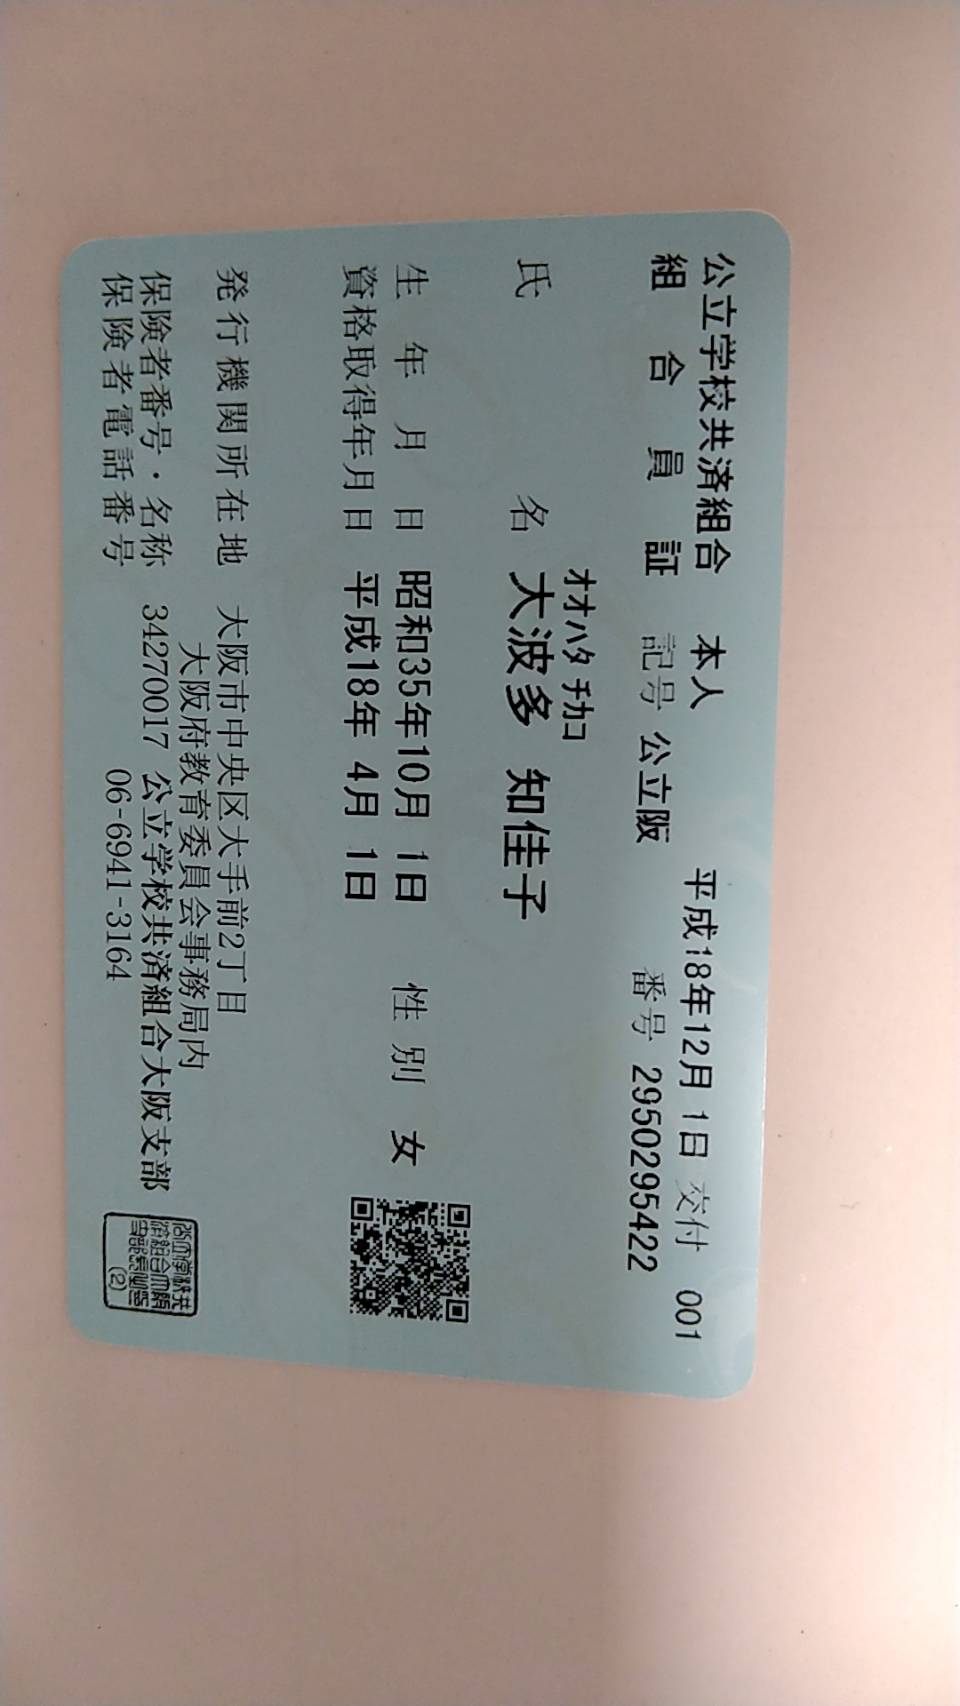 公立学校共済組合 本人 平成18年12月 1日 交付 001
組合員証 記号 公立阪 番号 2950295422
オオハタ チカコ
氏名 大波多 知佳子
生年月日 昭和35年10月 1日 性別 女
資格取得年月日 平成18年 4月 1日
発行機関所在地 大阪市中央区大手前2丁目
大阪府教育委員会事務局内
保険者番号・名称 34270017 公立学校共済組合大阪支部
保険者電話番号 06-6941-3164
(2)